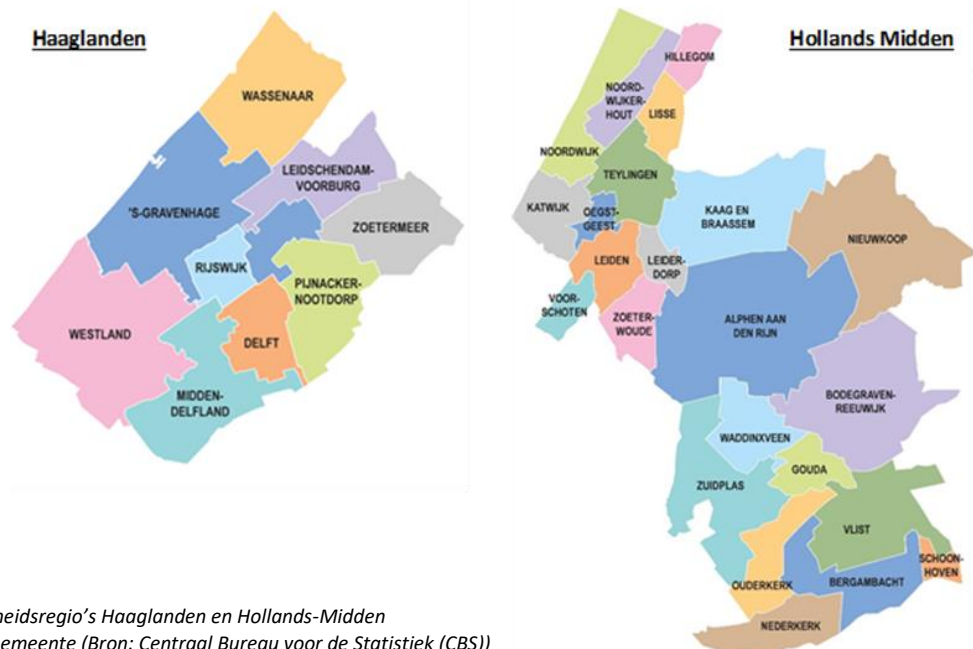 Haaglanden
WASSENAAR
LEIDSCHENDAM-
VOORBURG
'S-GRAVENHAGE
ZOETERMEER
RIJSWIJK
PIJNACKER-
NOOTDORP
WESTLAND
DELFT
MIDDEN-
DELFLAND
Hollands Midden
HILLEGOM
NOORD-
WIJKER-
HOUT
LISSE
NOORDWIJK
TEYLINGEN
KATWIJK
OEGST-
GEEST
KAAG EN
BRAASSEM
NIEUWKOOP
LEIDEN
LEIDER-
DORP
VOOR-
SCHOTEN
ZOETER-
WOUDE
ALPHEN AAN
DEN RIJN
BODEGRAVEN-
REEUWIJK
WADDINXVEEN
GOUDA
ZUIDPLAS
VLIST
SCHOON-
HOVEN
OUDERKERK
BERGAMBACHT
NEDERKERK
heidsregio's Haaglanden en Hollands-Midden
emeente (Bron: Centraal Bureau voor de Statistiek (CBS))